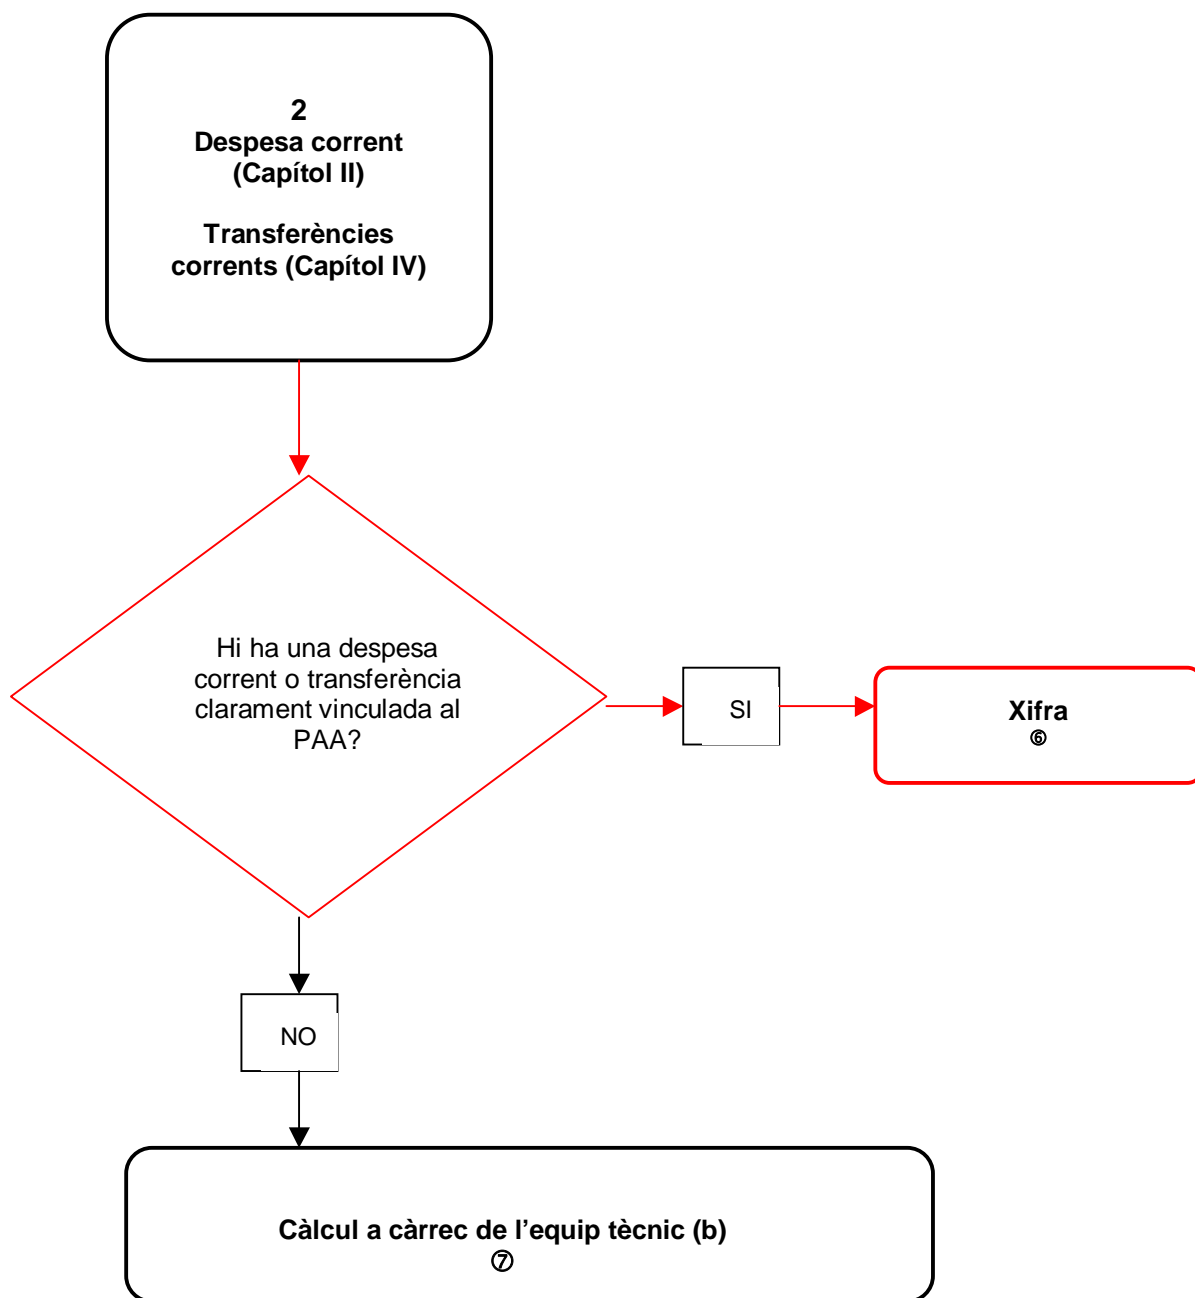 2
Despesa corrent
(Capítol II)
Transferències
corrents (Capítol IV)
Hi ha una despesa
corrent o transferència
clarament vinculada al
PAA?
SI
Xifra
⑥
NO
Càlcul a càrrec de l’equip tècnic (b)
⑦